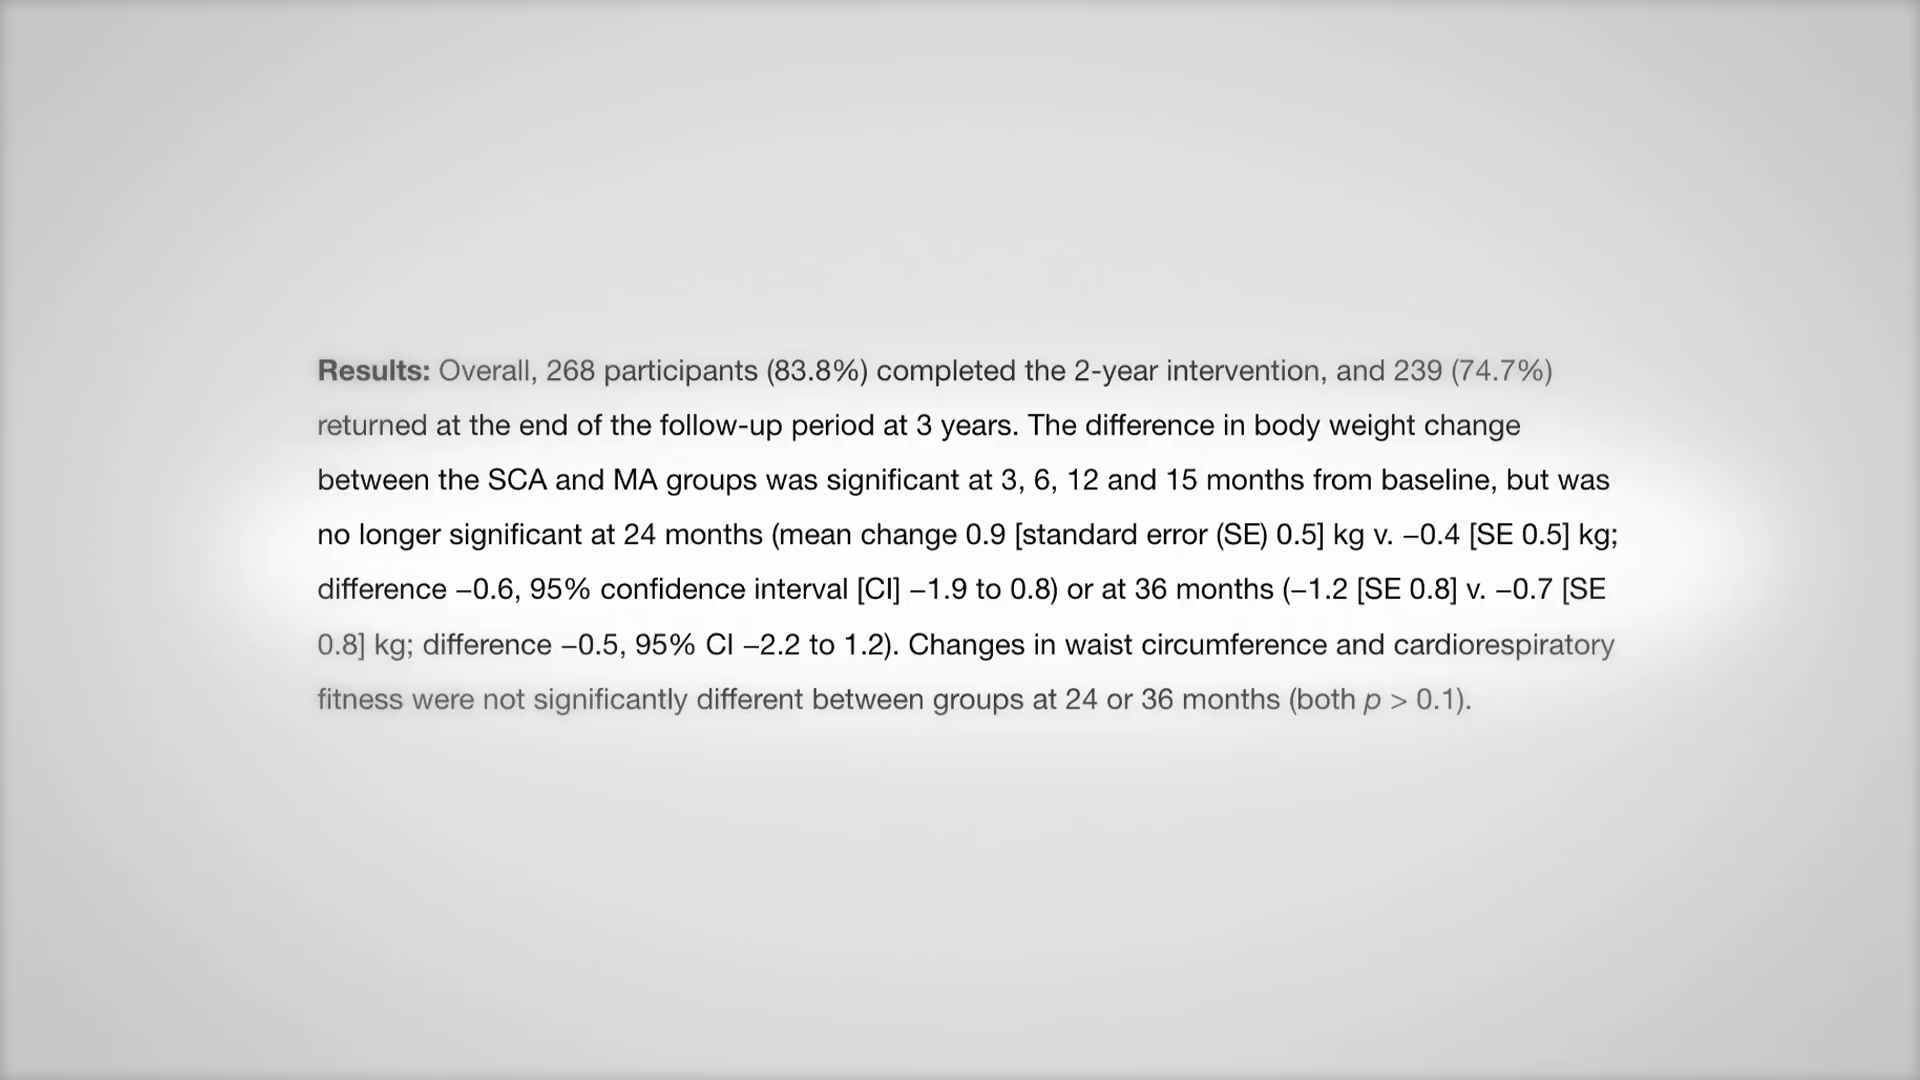 Results: Overall, 268 participants (83.8%) completed the 2-year intervention, and 239 (74.7%)
returned at the end of the follow-up period at 3 years. The difference in body weight change
between the SCA and MA groups was significant at 3, 6, 12 and 15 months from baseline, but was
no longer significant at 24 months (mean change 0.9 [standard error (SE) 0.5] kg v. −0.4 [SE 0.5] kg;
difference −0.6, 95% confidence interval [CI] −1.9 to 0.8) or at 36 months (−1.2 [SE 0.8] v. −0.7 [SE
0.8] kg; difference −0.5, 95% CI −2.2 to 1.2). Changes in waist circumference and cardiorespiratory
fitness were not significantly different between groups at 24 or 36 months (both p > 0.1).